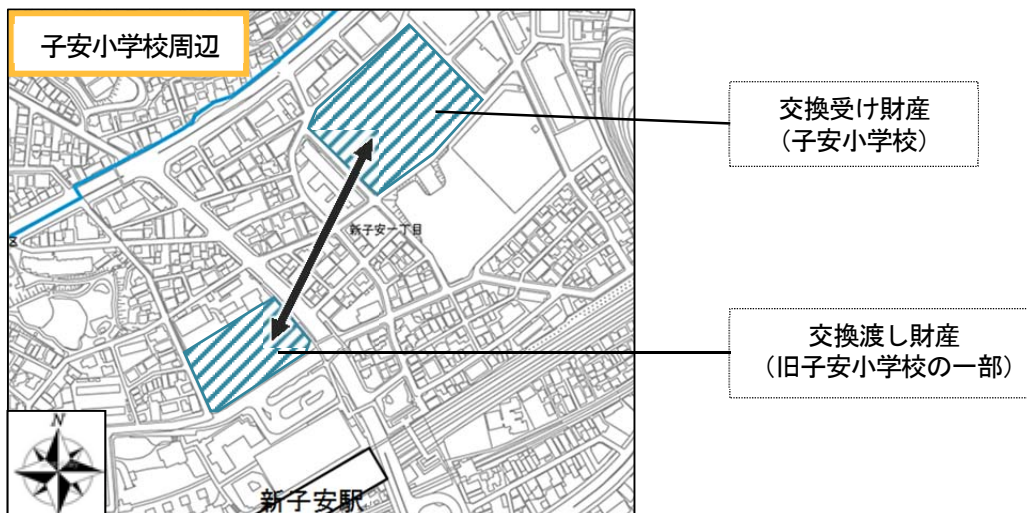 子安小学校周辺
交換受け財産
（子安小学校）
新子安一丁目
交換渡し財産
（旧子安小学校の一部）
N
新子安駅